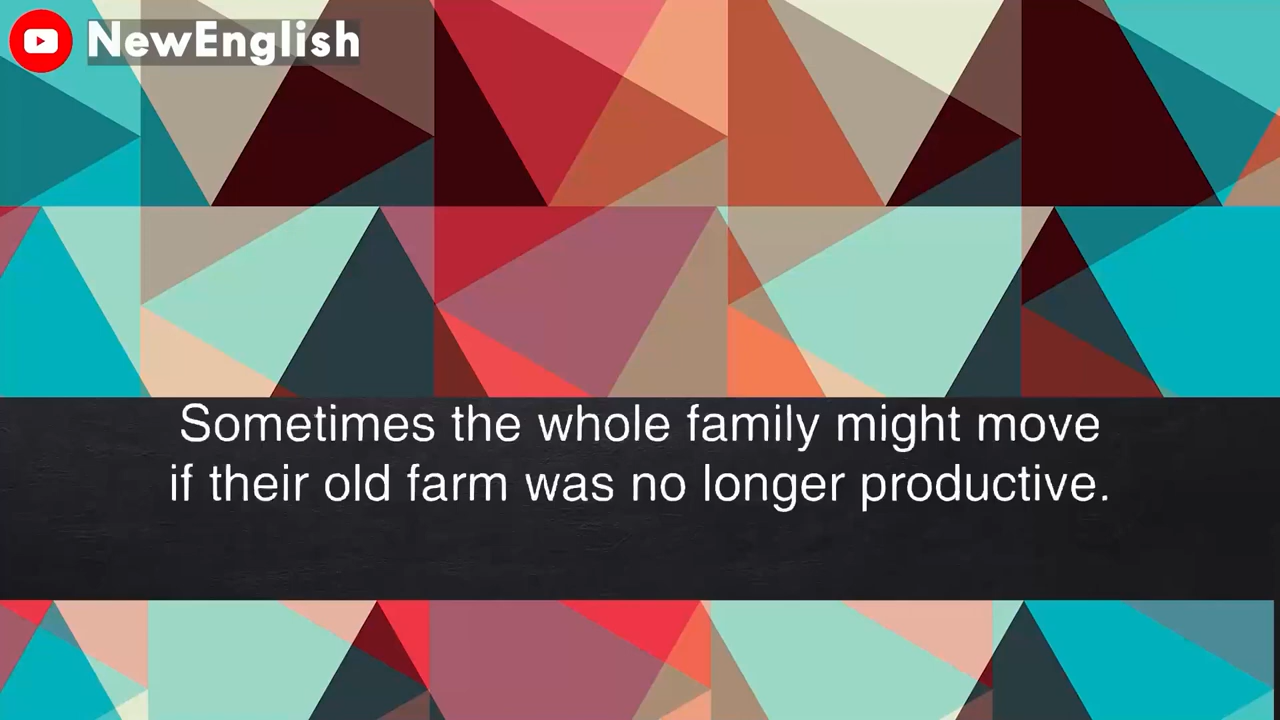 NewEnglish
Sometimes the whole family might move
if their old farm was no longer productive.